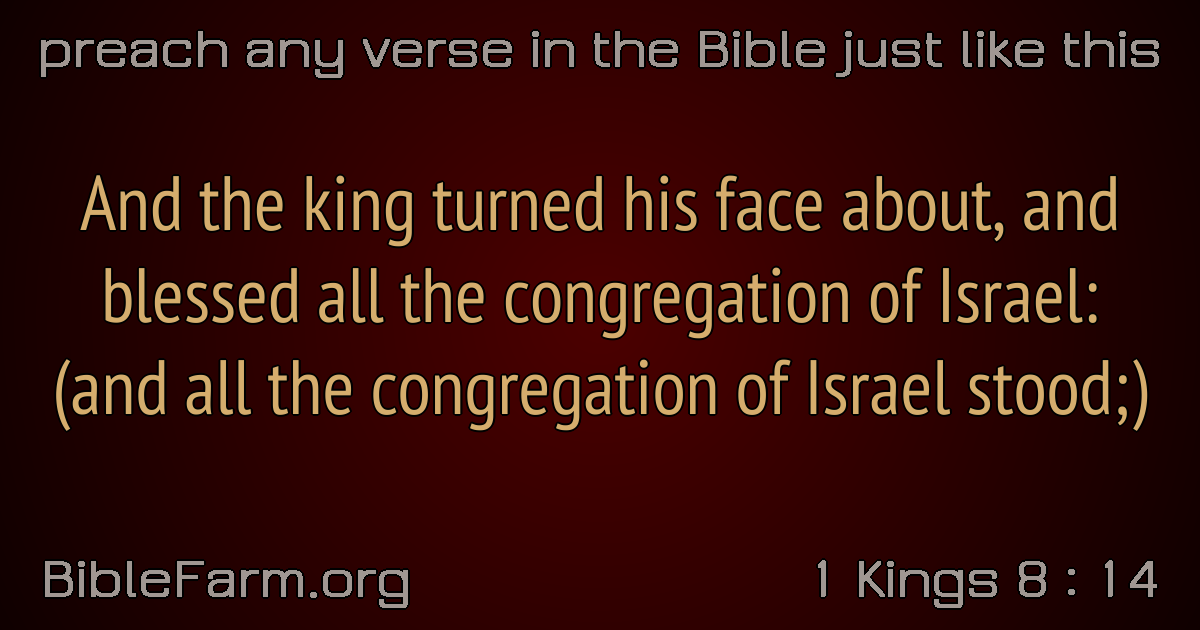 preach any verse in the Bible just like this
And the king turned his face about, and
blessed all the congregation of Israel:
(and all the congregation of Israel stood;)
BibleFarm.org
1 Kings 8 : 14